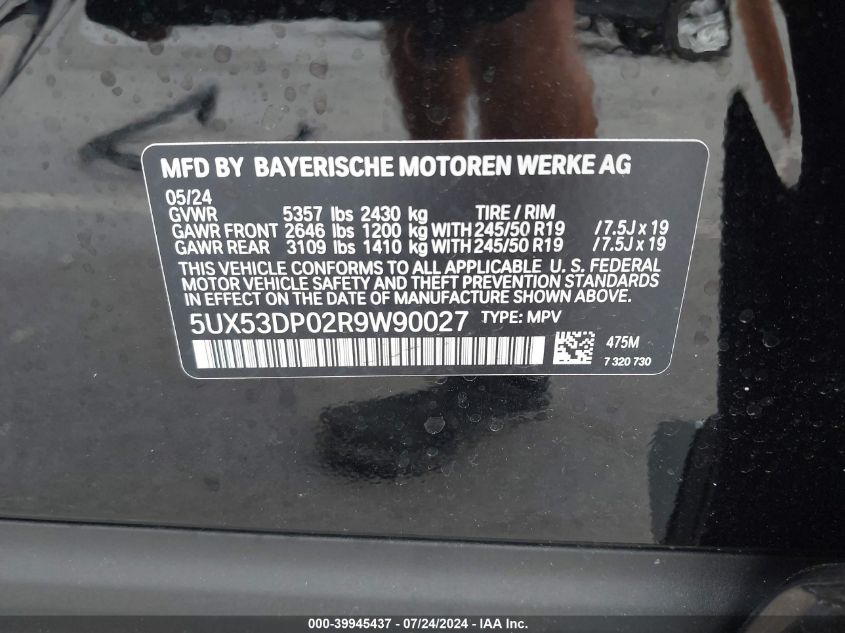 MFD BY BAYERISCHE MOTOREN WERKE AG
05/24
GVWR 5357 lbs 2430 kg TIRE / RIM
GAWR FRONT 2646 lbs 1200 kg WITH 245/50 R19 / 7.5J x 19
GAWR REAR 3109 lbs 1410 kg WITH 245/50 R19 / 7.5J x 19
THIS VEHICLE CONFORMS TO ALL APPLICABLE U. S. FEDERAL
MOTOR VEHICLE SAFETY AND THEFT PREVENTION STANDARDS
IN EFFECT ON THE DATE OF MANUFACTURE SHOWN ABOVE.
5UX53DP02R9W90027 TYPE: MPV
475M
7 320 730
000-39945437 - 07/24/2024 - IAA Inc.